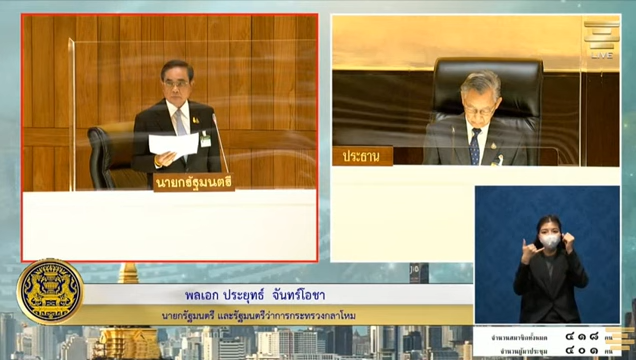 LIVE
ประธาน
นายกรัฐมนตรี
พลเอก ประยุทธ์ จันทร์โอชา
นายกรัฐมนตรี และรัฐมนตรีว่าการกระทรวงกลาโหม
จำนวนสมาชิกทั้งหมด ๔๑๘ คน
จำนวนผู้มาประชุม ๔๐๑ คน